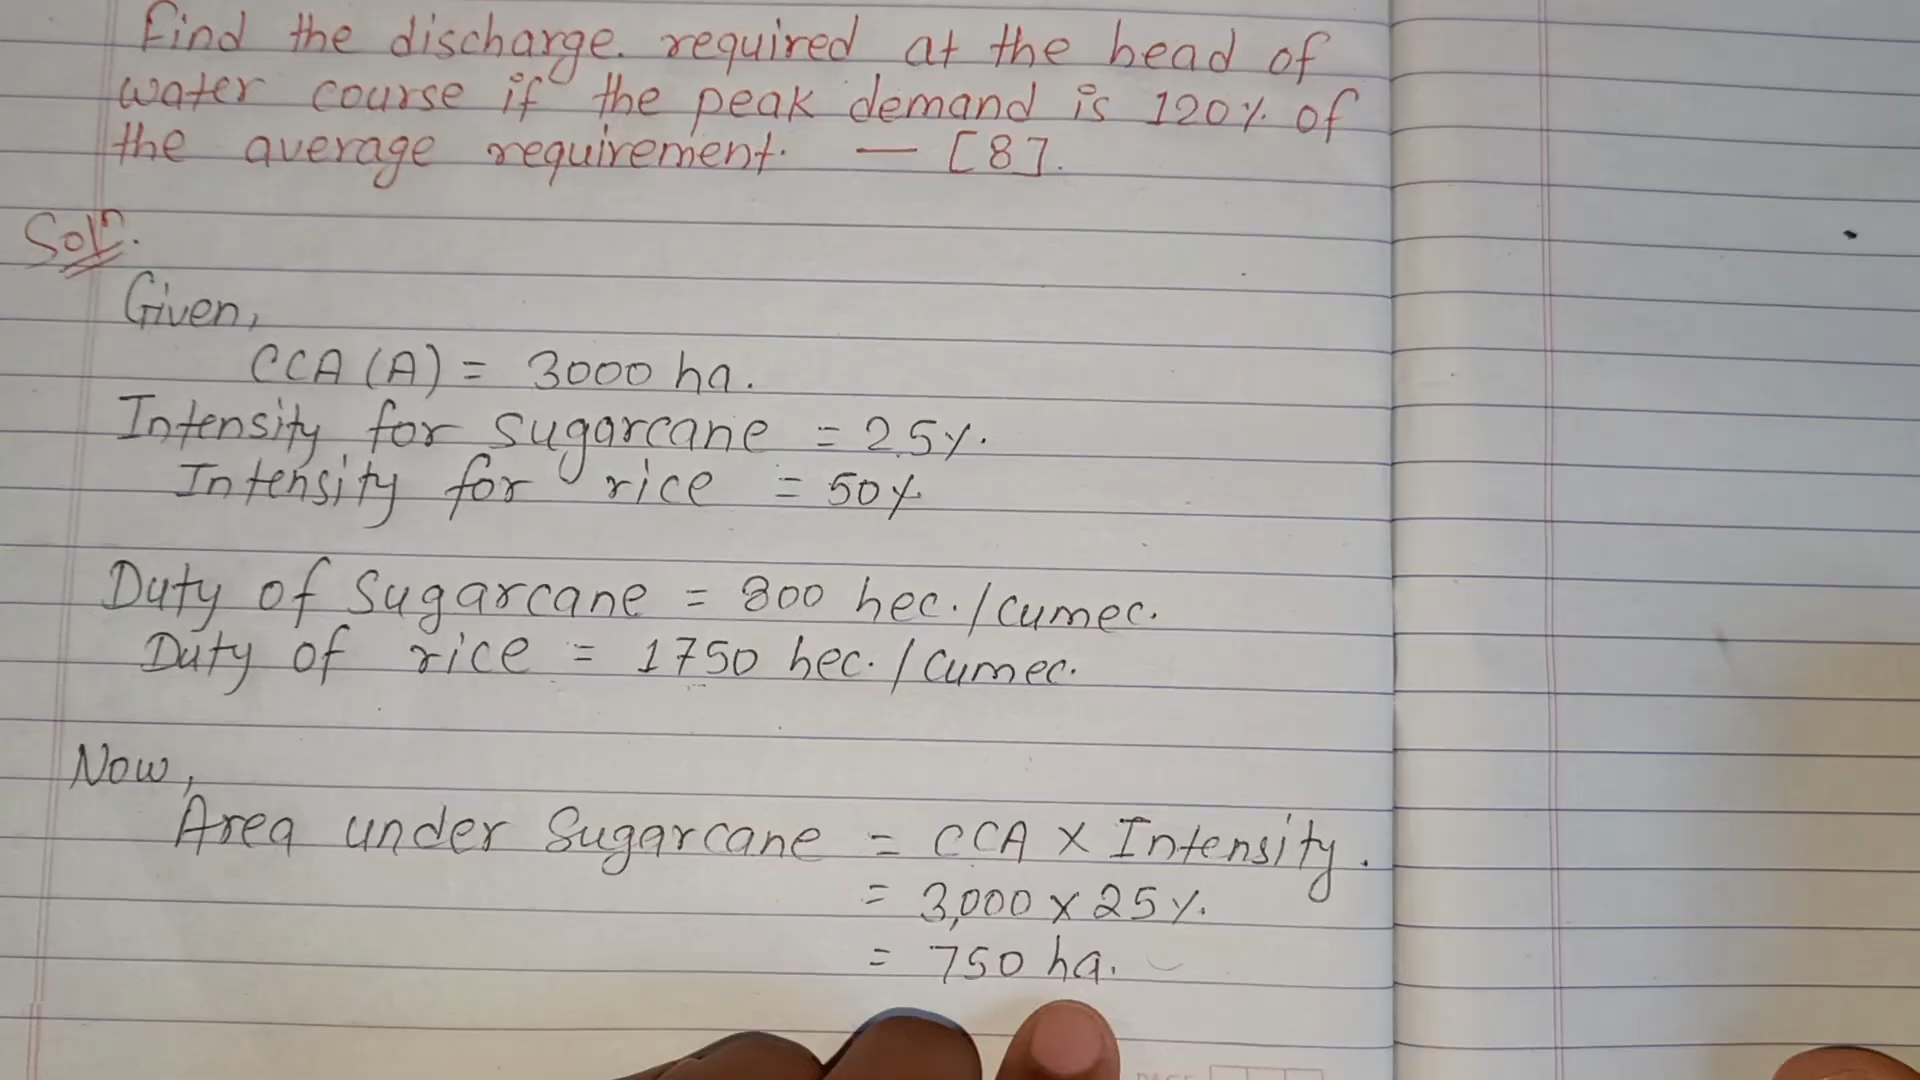 Find the discharge. required at the head of
water course if the peak demand is 120% of
the average requirement. — [8].
Solⁿ.
Given,
CCA (A) = 3000 ha.
Intensity for sugarcane = 25%.
Intensity for rice = 50%
Duty of Sugarcane = 800 hec./cumec.
Duty of rice = 1750 hec./cumec.
Now,
Area under Sugarcane = CCA X Intensity.
= 3,000 x 25%.
= 750 ha.